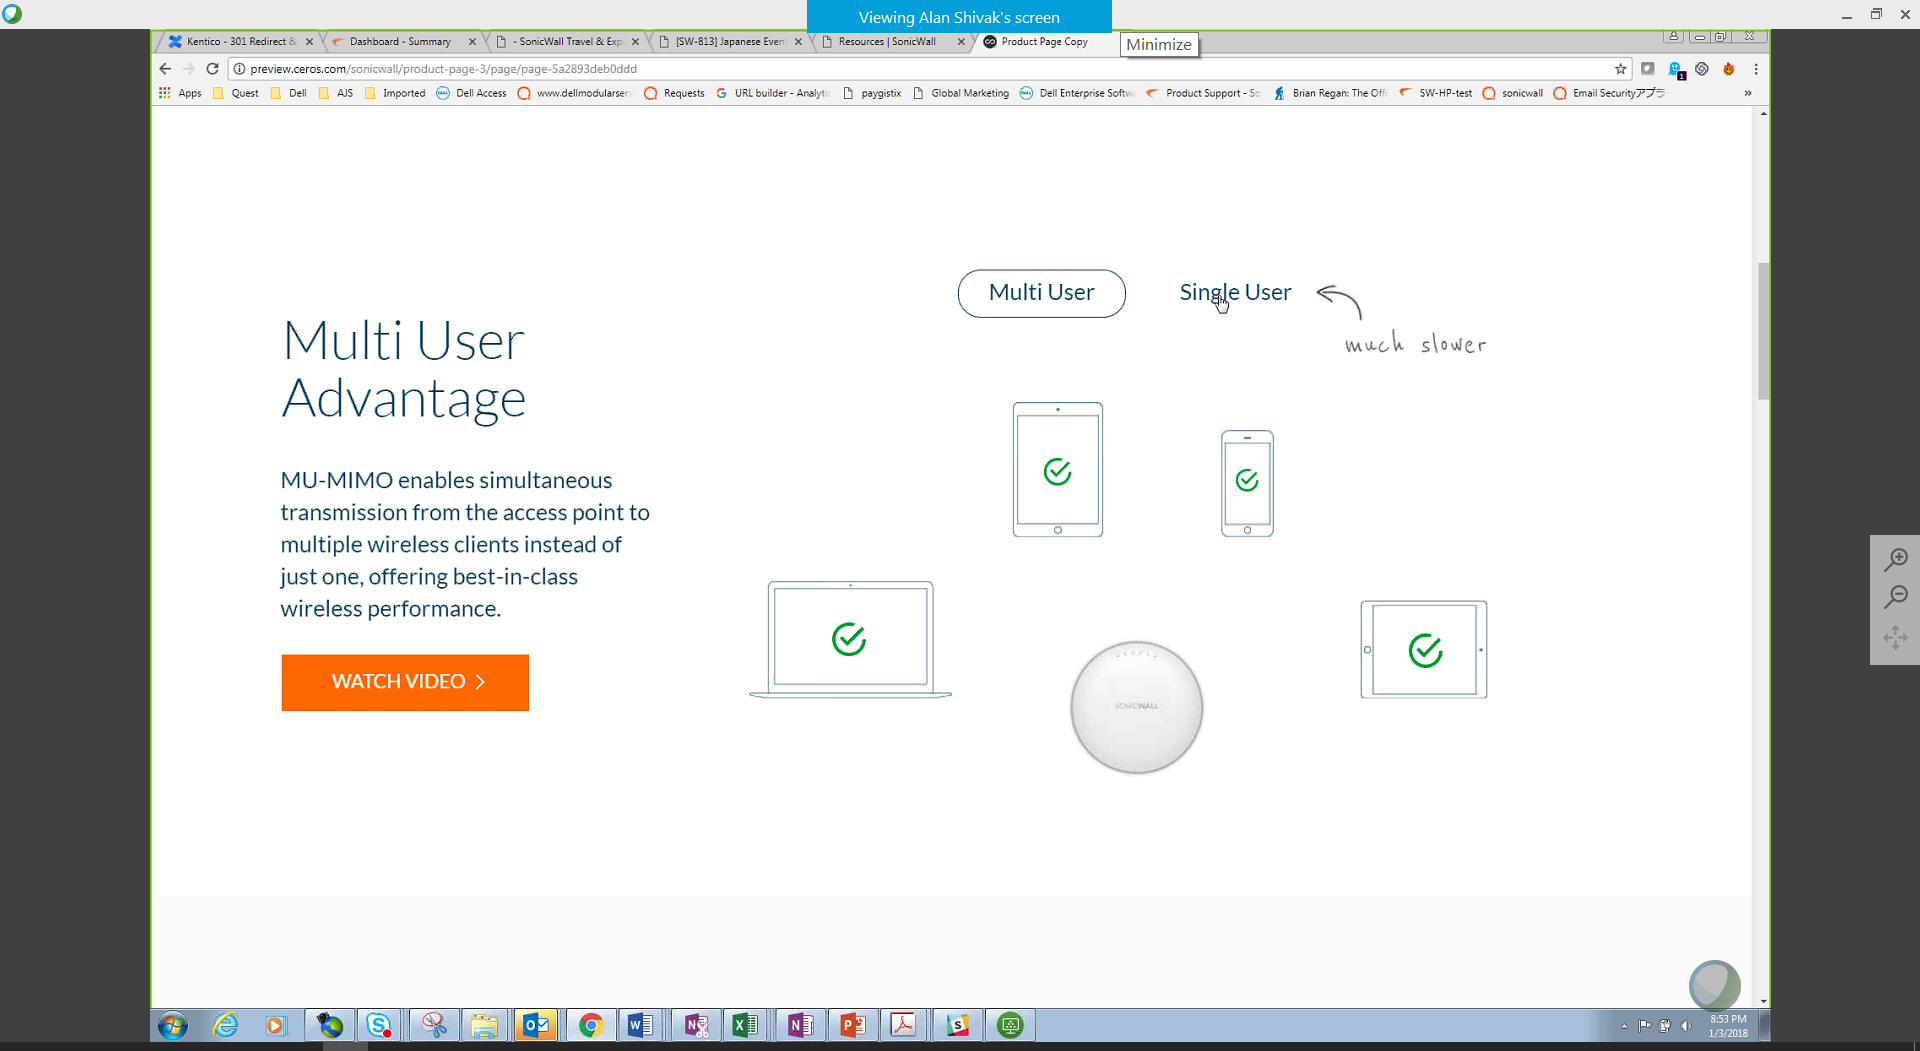 Viewing Alan Shivak's screen
Kentico - 301 Redirect &
Dashboard - Summary
- SonicWall Travel & Exp
[SW-813] Japanese Even
Resources | SonicWall
Product Page Copy
Minimize
preview.ceros.com/sonicwall/product-page-3/page/page-5a2893deb0ddd
1
Apps
Quest
Dell
AJS
Imported
Dell Access
www.dellmodularserv
Requests
URL builder - Analytic
paygistix
Global Marketing
Dell Enterprise Softw
Product Support - So
Brian Regan: The Offi
SW-HP-test
sonicwall
Email Securityアプラ
»
Multi User
Single User
much slower
Multi User
Advantage
MU-MIMO enables simultaneous
transmission from the access point to
multiple wireless clients instead of
just one, offering best-in-class
wireless performance.
WATCH VIDEO
SONICWALL
8:53 PM
1/3/2018